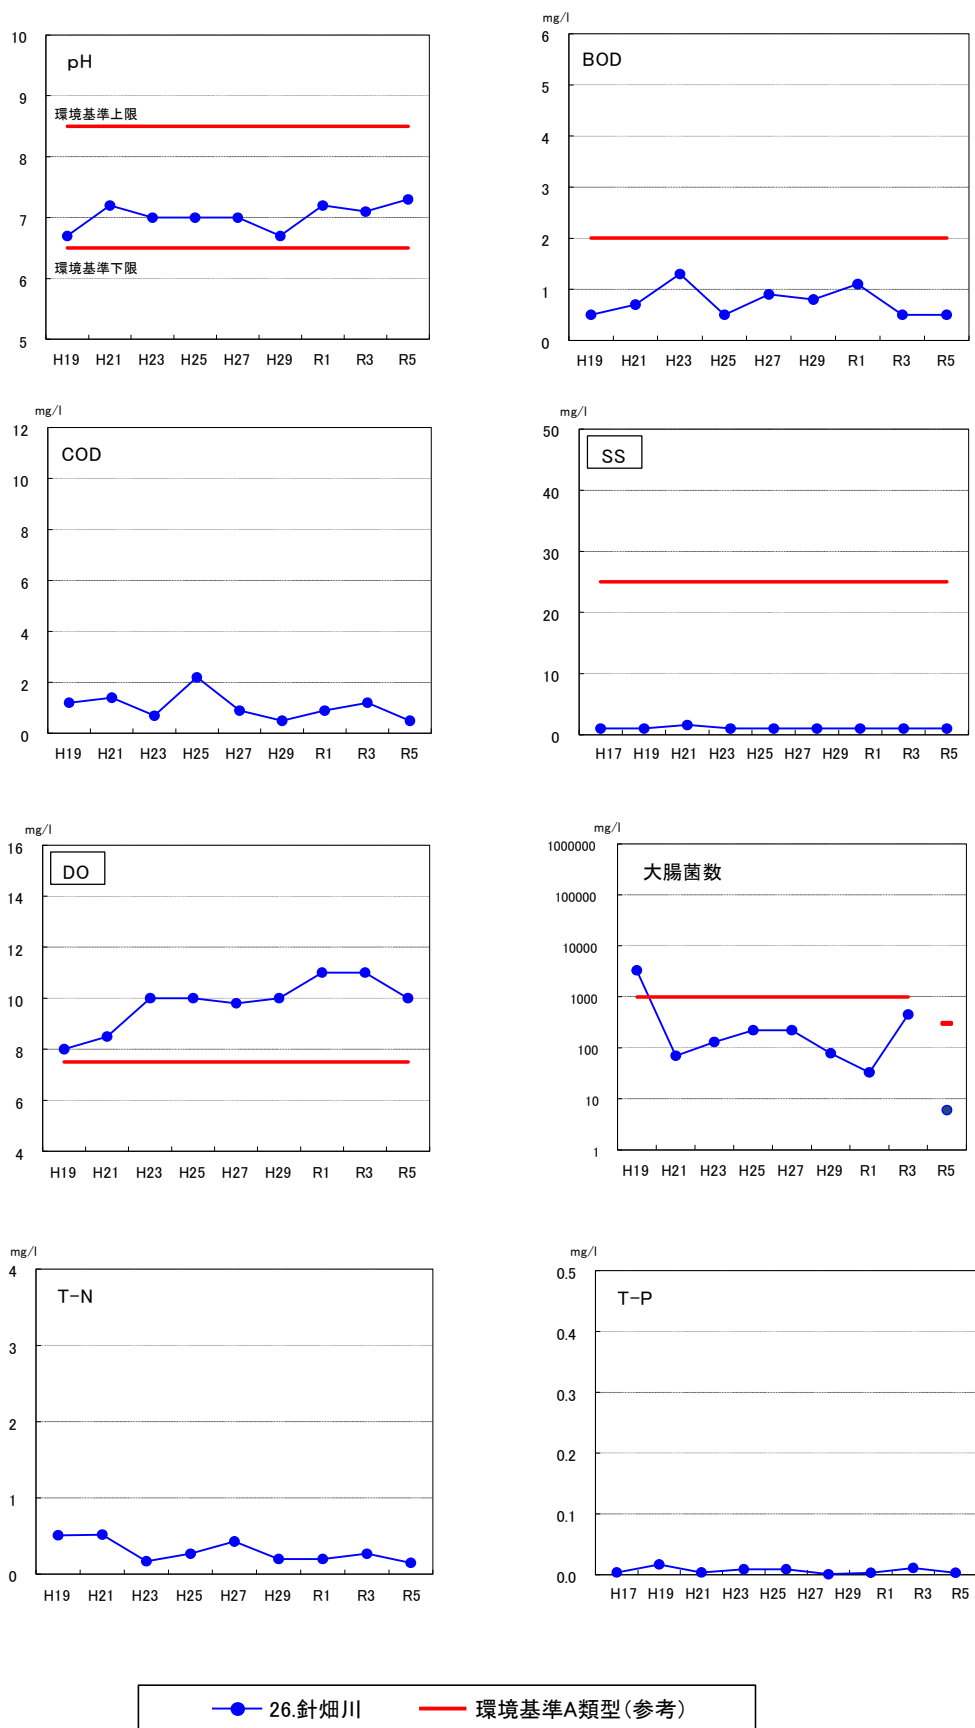 pH
10
9
8
7
6
5
環境基準上限
環境基準下限
H19 H21 H23 H25 H27 H29 R1 R3 R5
mg/l
BOD
6
5
4
3
2
1
0
H19 H21 H23 H25 H27 H29 R1 R3 R5
mg/l
COD
12
10
8
6
4
2
0
H19 H21 H23 H25 H27 H29 R1 R3 R5
mg/l
SS
50
40
30
20
10
0
H17 H19 H21 H23 H25 H27 H29 R1 R3 R5
mg/l
DO
16
14
12
10
8
6
4
H19 H21 H23 H25 H27 H29 R1 R3 R5
mg/l
大腸菌数
1000000
100000
10000
1000
100
10
1
H19 H21 H23 H25 H27 H29 R1 R3 R5
mg/l
T-N
4
3
2
1
0
H19 H21 H23 H25 H27 H29 R1 R3 R5
mg/l
T-P
0.5
0.4
0.3
0.2
0.1
0.0
H17 H19 H21 H23 H25 H27 H29 R1 R3 R5
26.針畑川 環境基準A類型(参考)